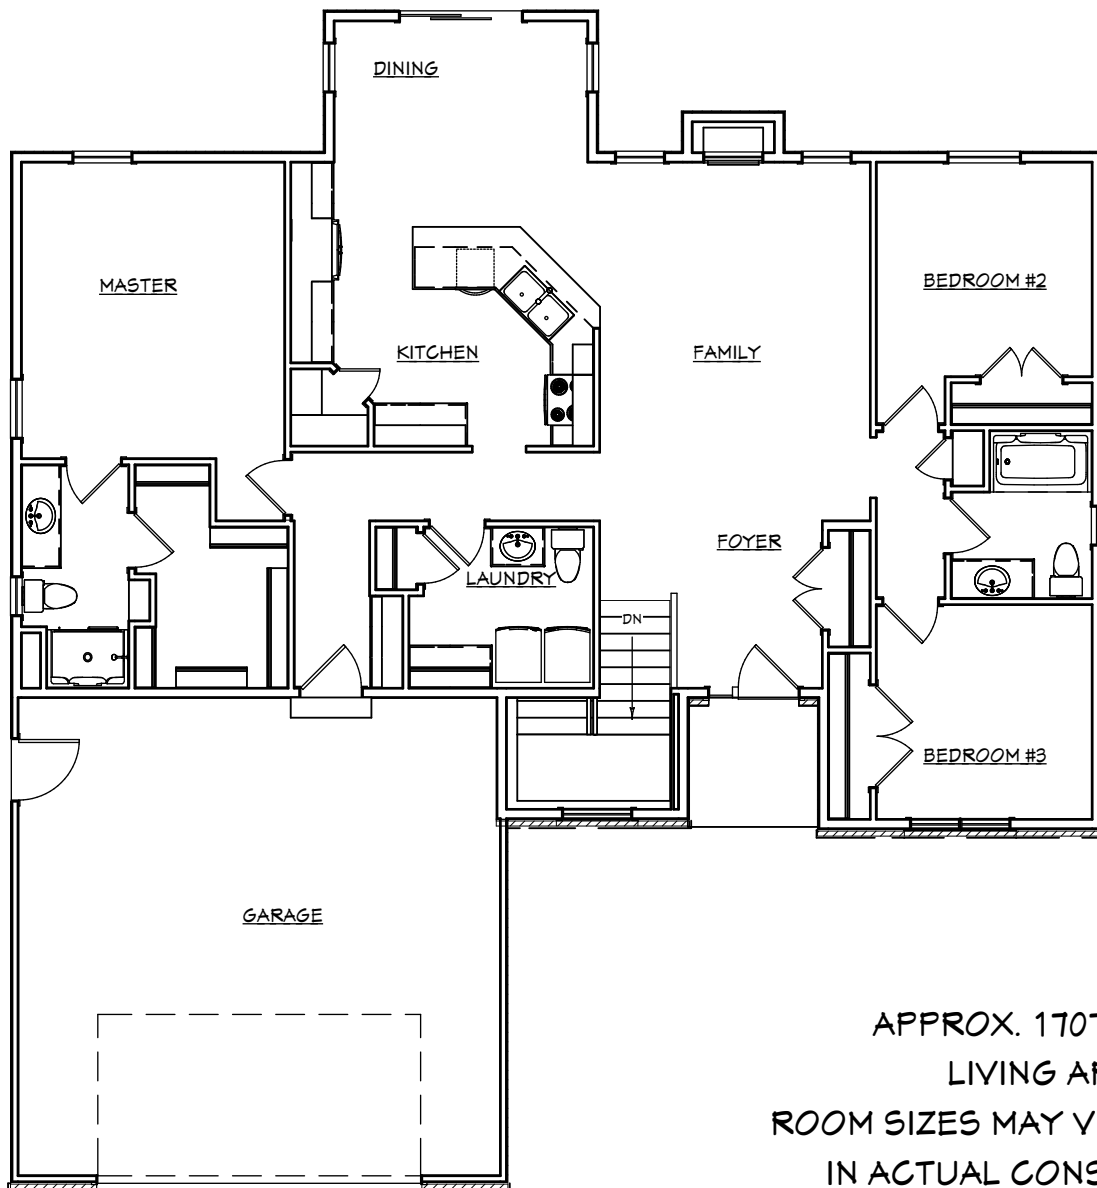 DINING
MASTER
BEDROOM #2
KITCHEN
FAMILY
FOYER
LAUNDRY
DN
BEDROOM #3
GARAGE
APPROX. 1707
LIVING
ROOM SIZES MAY
IN ACTUAL